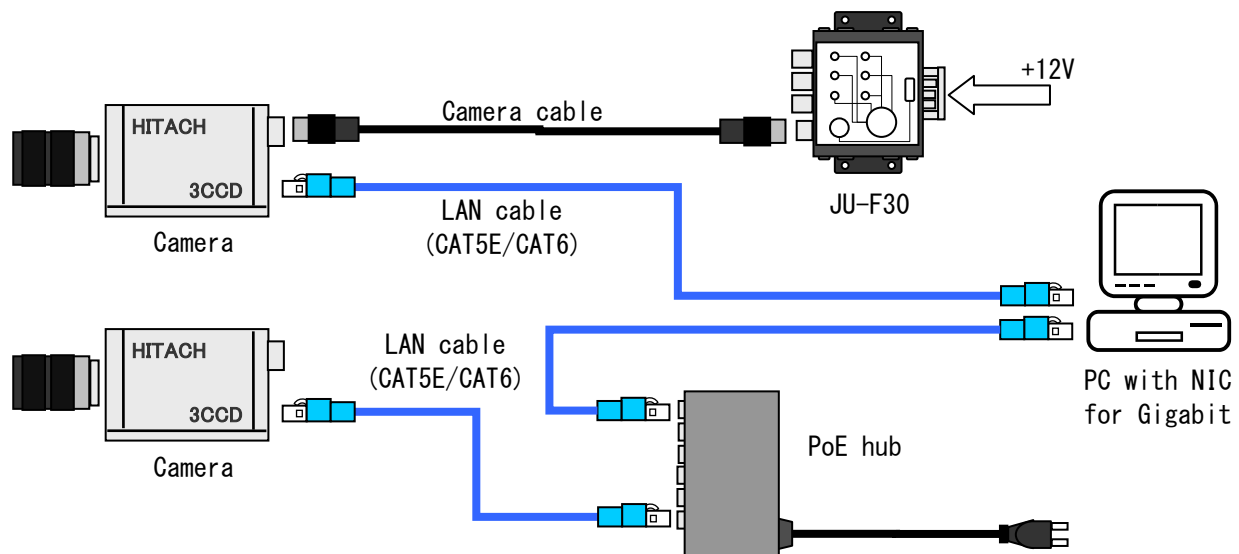 +12V
Camera cable
HITACH
3CCD
JU-F30
LAN cable
(CAT5E/CAT6)
Camera
HITACH
3CCD
LAN cable
(CAT5E/CAT6)
PC with NIC
for Gigabit
PoE hub
Camera